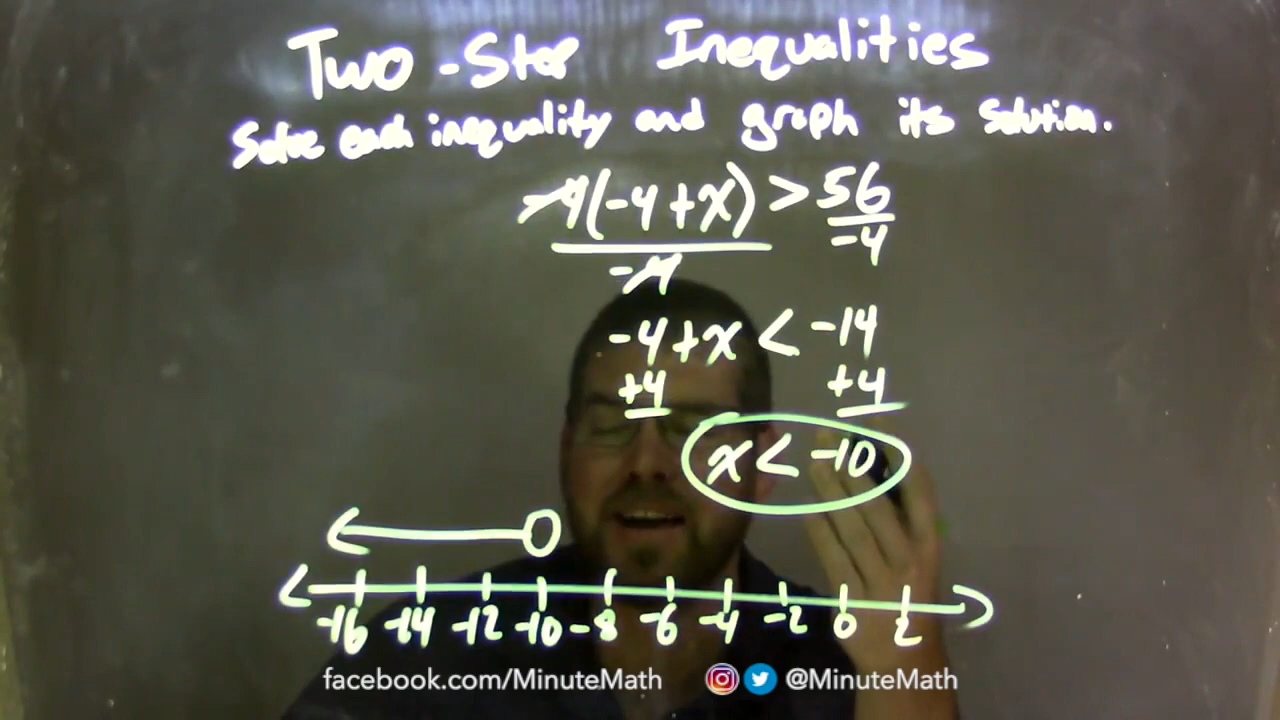 Two-Step Inequalities
Solve each inequality and graph its solution.
-4(-4+x) > 56
-4 -4
-4+x < -14
+4 +4
x < -10
-16 -14 -12 -10 -8 -6 -4 -2 0 2
facebook.com/MinuteMath @MinuteMath